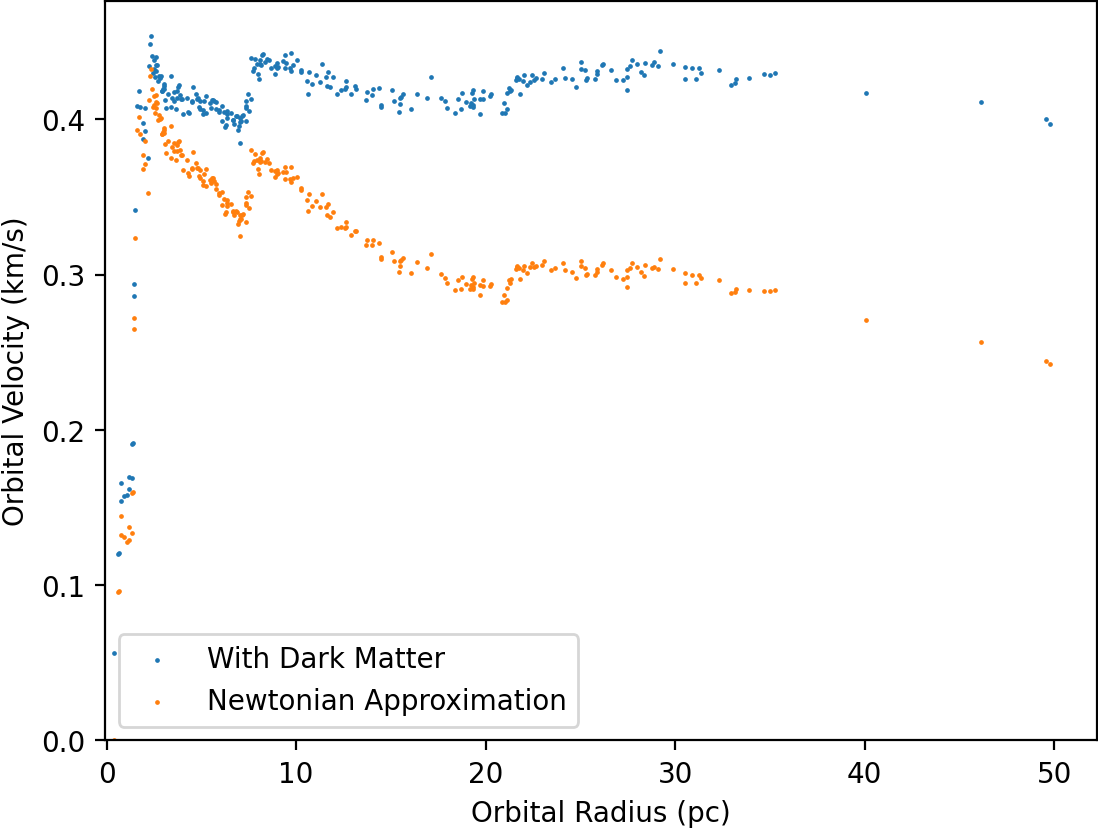 Orbital Velocity (km/s)
0.4
0.3
0.2
0.1
0.0
With Dark Matter
Newtonian Approximation
0
10
20
30
40
50
Orbital Radius (pc)